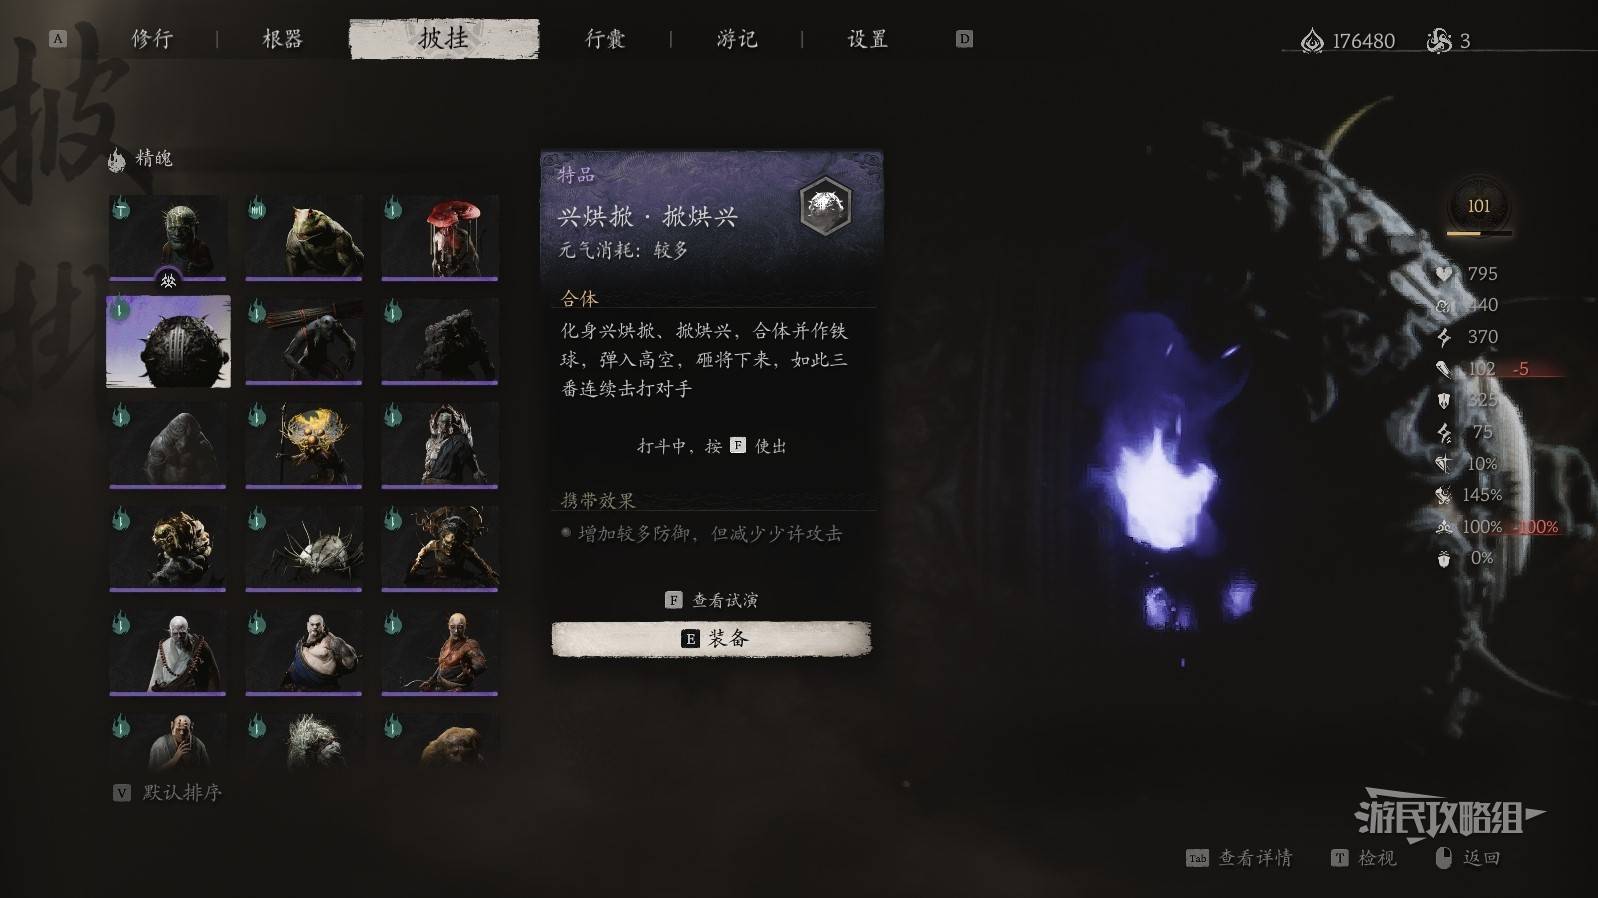 A 修行 | 根器 披挂 行囊 | 游记 | 设置 D
176480 3
披挂
精魄
特品
兴烘掀·掀烘兴
元气消耗：较多
合体
化身兴烘掀、掀烘兴，合体并作铁
球，弹入高空，砸将下来，如此三
番连续击打对手
打斗中，按 F 使出
携带效果
增加较多防御，但减少少许攻击
F 查看试演
E 装备
V 默认排序
101
795
440
370
102 -5
325
75
10%
145%
100% -100%
0%
游民攻略组
Tab 查看详情 T 检视 返回